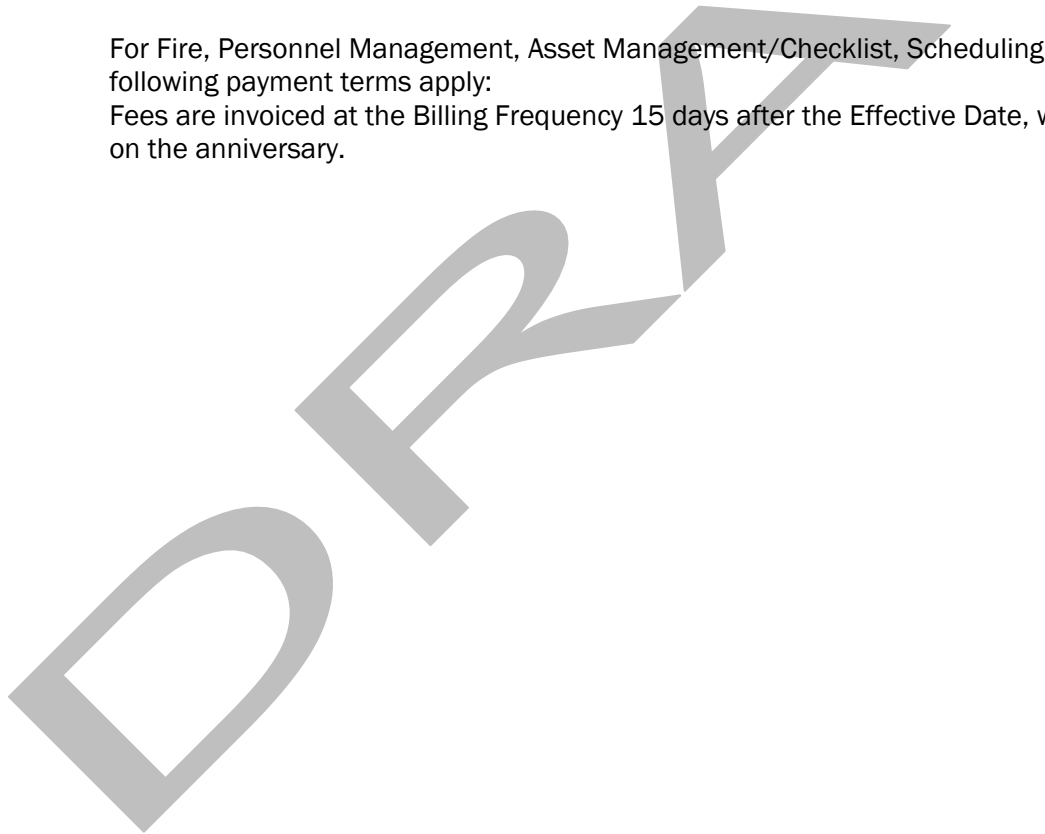 For Fire, Personnel Management, Asset Management/Checklist, Scheduling
following payment terms apply:
Fees are invoiced at the Billing Frequency 15 days after the Effective Date,
on the anniversary.
DRA